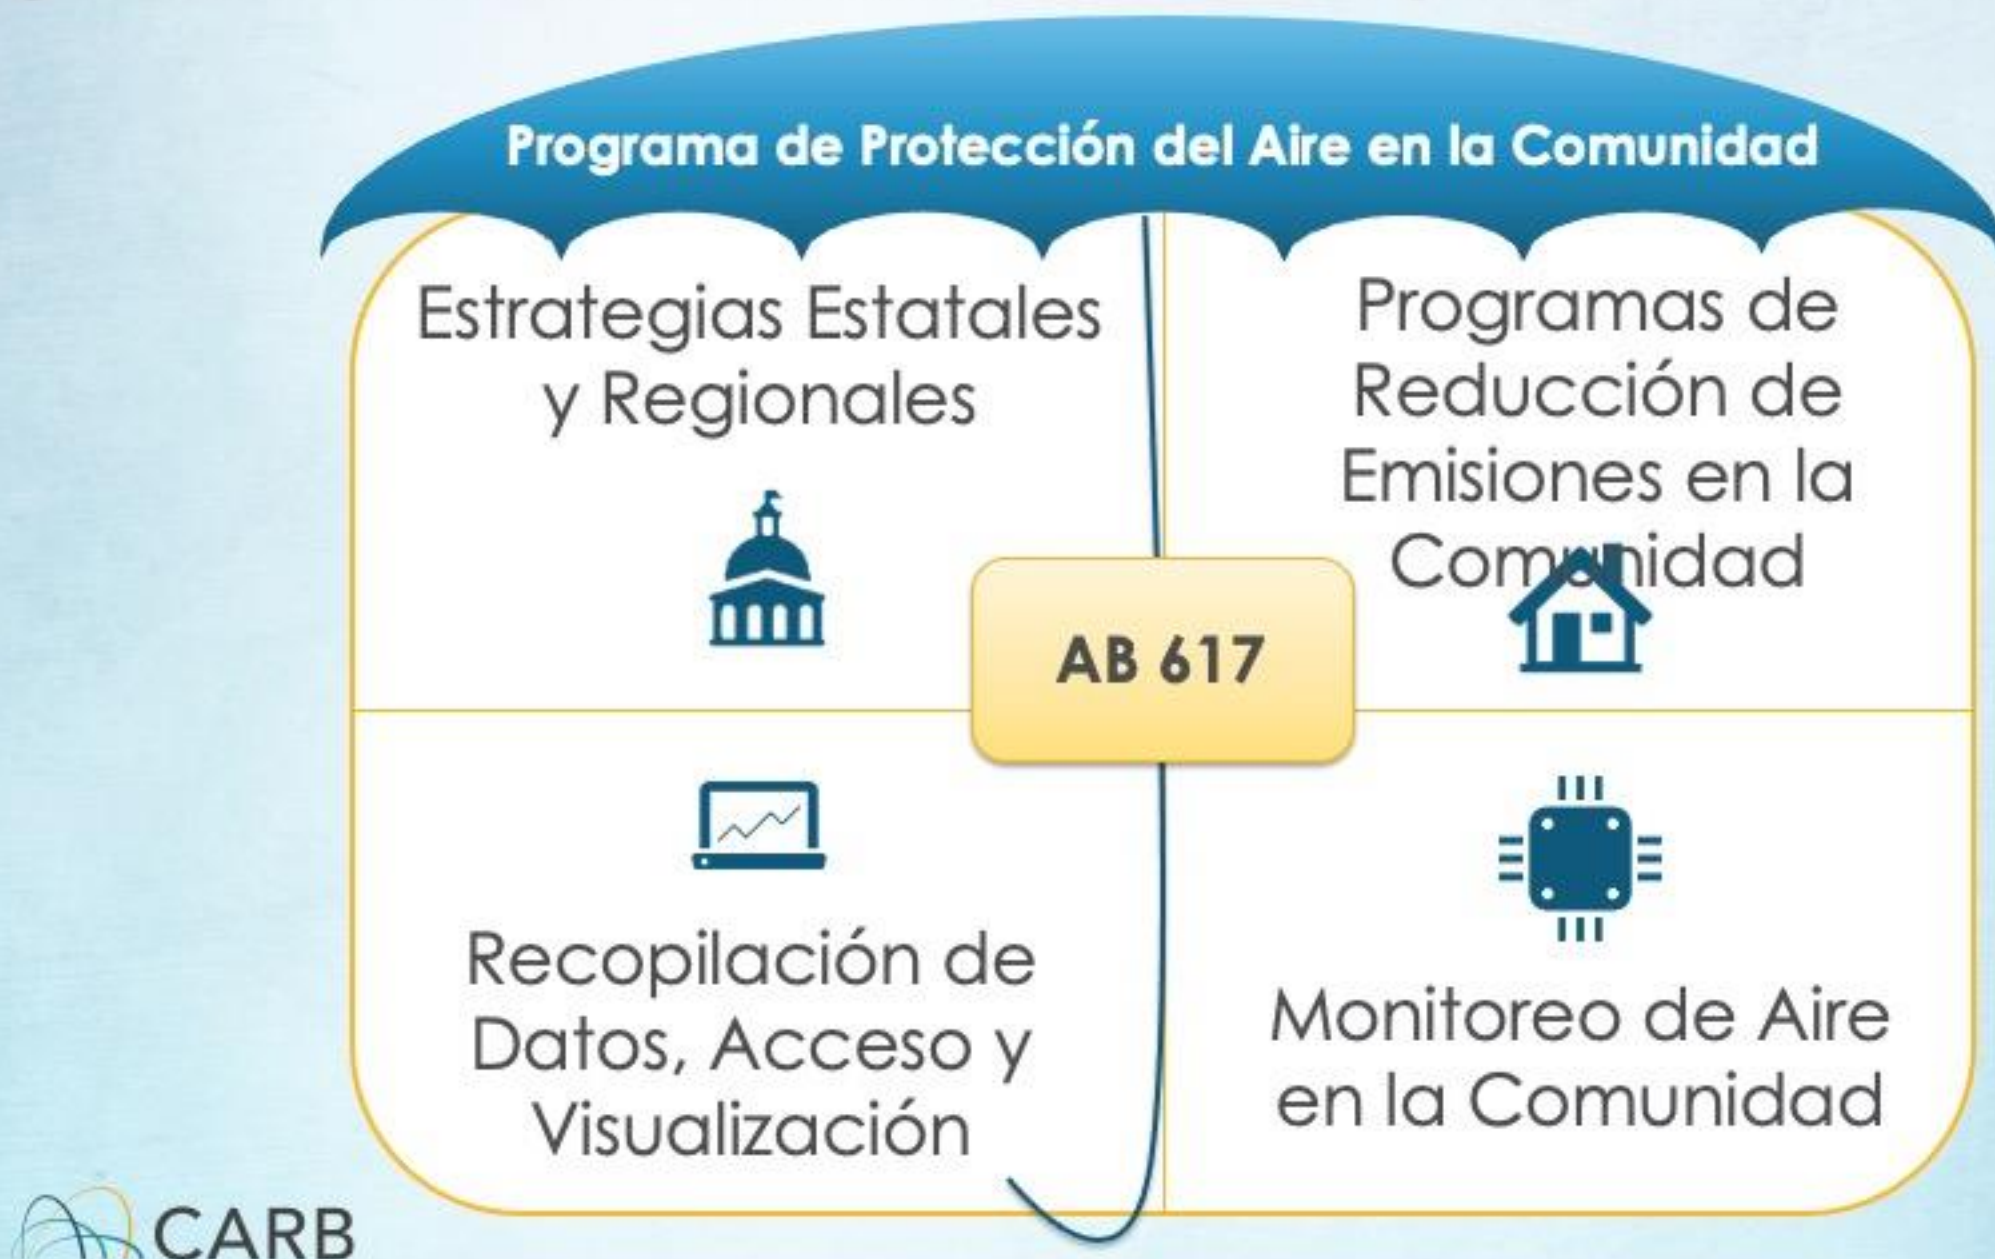 Programa de Protección del Aire en la Comunidad
Estrategias Estatales
y Regionales
Programas de
Reducción de
Emisiones en la
Comunidad
AB 617
Recopilación de
Datos, Acceso y
Visualización
Monitoreo de Aire
en la Comunidad
CARB